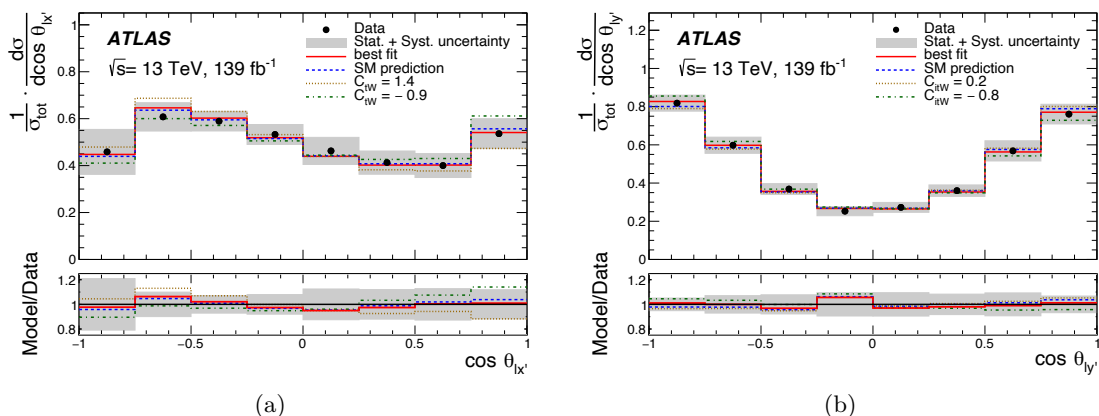 1/σ_tot · dσ/dcos θ_lx'
ATLAS
√s= 13 TeV, 139 fb⁻¹
Data
Stat. + Syst. uncertainty
best fit
SM prediction
C_tW = 1.4
C_tW = − 0.9
1
0.8
0.6
0.4
0.2
0
Model/Data
1.2
1
0.8
−1 −0.5 0 0.5 1
cos θ_lx'
(a)
1/σ_tot · dσ/dcos θ_ly'
ATLAS
√s= 13 TeV, 139 fb⁻¹
Data
Stat. + Syst. uncertainty
best fit
SM prediction
C_itW = 0.2
C_itW = − 0.8
1.2
1
0.8
0.6
0.4
0.2
0
Model/Data
1.2
1
0.8
−1 −0.5 0 0.5 1
cos θ_ly'
(b)